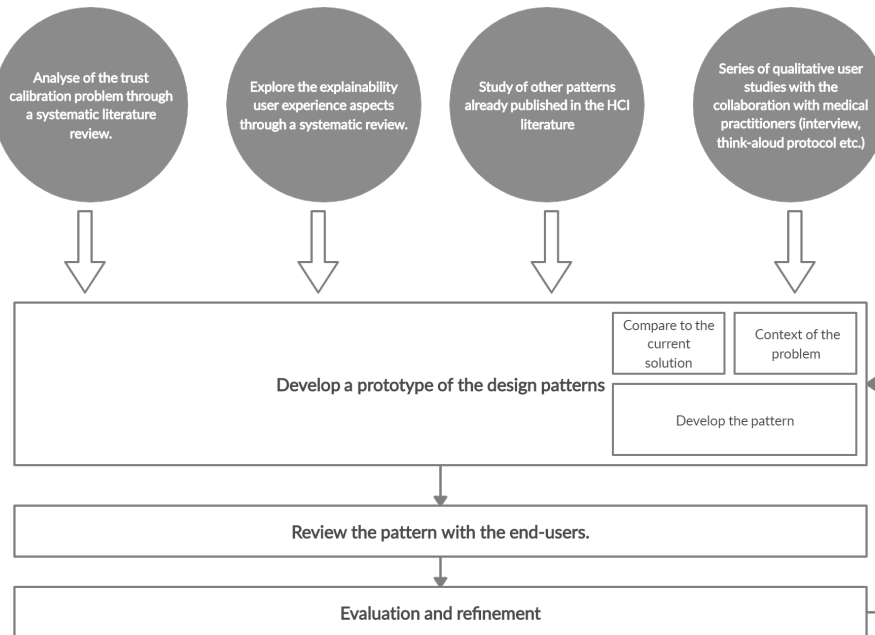 Analyse of the trust
calibration problem through
a systematic literature
review.
Explore the explainability
user experience aspects
through a systematic review.
Study of other patterns
already published in the HCI
literature
Series of qualitative user
studies with the
collaboration with medical
practitioners (interview,
think-aloud protocol etc.)
Develop a prototype of the design patterns
Compare to the
current
solution
Context of the
problem
Develop the pattern
Review the pattern with the end-users.
Evaluation and refinement